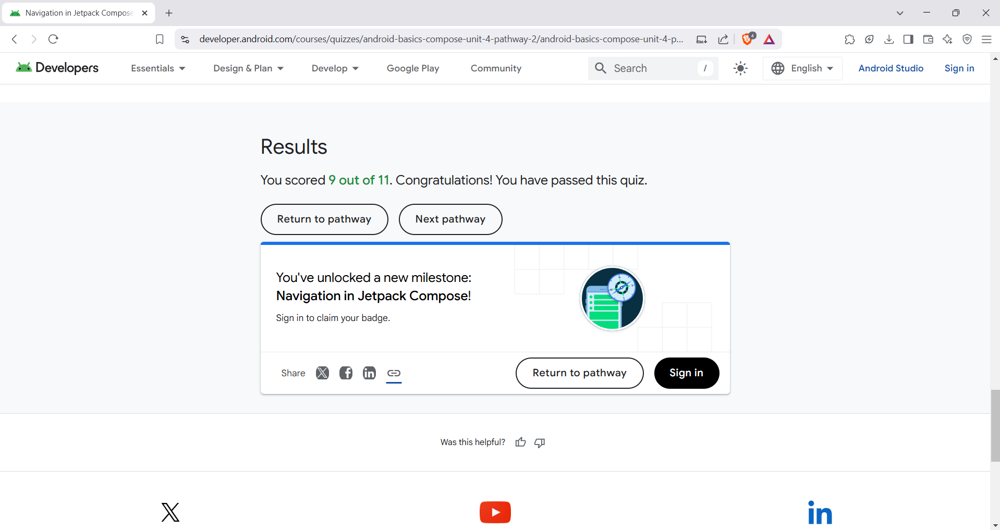 Navigation in Jetpack Compose
developer.android.com/courses/quizzes/android-basics-compose-unit-4-pathway-2/android-basics-compose-unit-4-p...
4
Developers
Essentials
Design & Plan
Develop
Google Play
Community
Search
/
English
Android Studio
Sign in
Results
You scored 9 out of 11. Congratulations! You have passed this quiz.
Return to pathway
Next pathway
You've unlocked a new milestone:
Navigation in Jetpack Compose!
Sign in to claim your badge.
Share
Return to pathway
Sign in
Was this helpful?